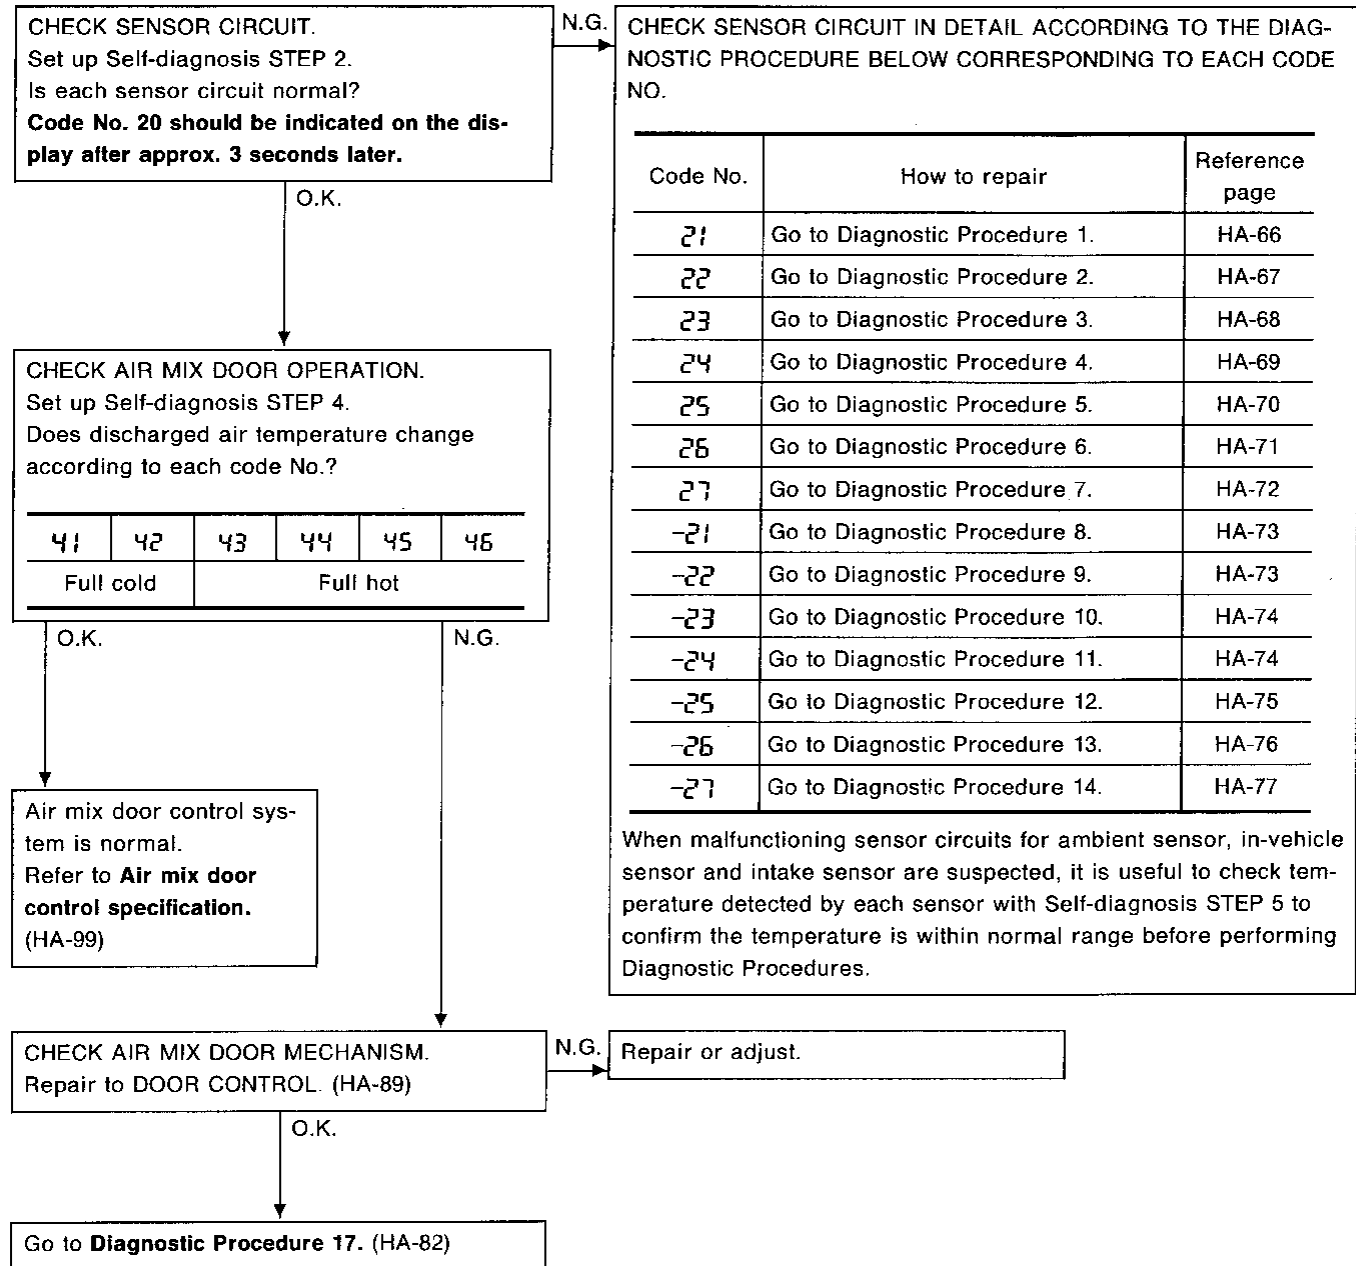 CHECK SENSOR CIRCUIT.
Set up Self-diagnosis STEP 2.
Is each sensor circuit normal?
Code No. 20 should be indicated on the dis-
play after approx. 3 seconds later.
N.G.
O.K.
CHECK SENSOR CIRCUIT IN DETAIL ACCORDING TO THE DIAG-
NOSTIC PROCEDURE BELOW CORRESPONDING TO EACH CODE
NO.
Code No. How to repair Reference page
21 Go to Diagnostic Procedure 1. HA-66
22 Go to Diagnostic Procedure 2. HA-67
23 Go to Diagnostic Procedure 3. HA-68
24 Go to Diagnostic Procedure 4. HA-69
25 Go to Diagnostic Procedure 5. HA-70
26 Go to Diagnostic Procedure 6. HA-71
27 Go to Diagnostic Procedure 7. HA-72
-21 Go to Diagnostic Procedure 8. HA-73
-22 Go to Diagnostic Procedure 9. HA-73
-23 Go to Diagnostic Procedure 10. HA-74
-24 Go to Diagnostic Procedure 11. HA-74
-25 Go to Diagnostic Procedure 12. HA-75
-26 Go to Diagnostic Procedure 13. HA-76
-27 Go to Diagnostic Procedure 14. HA-77
When malfunctioning sensor circuits for ambient sensor, in-vehicle
sensor and intake sensor are suspected, it is useful to check tem-
perature detected by each sensor with Self-diagnosis STEP 5 to
confirm the temperature is within normal range before performing
Diagnostic Procedures.
CHECK AIR MIX DOOR OPERATION.
Set up Self-diagnosis STEP 4.
Does discharged air temperature change
according to each code No.?
41 42 43 44 45 46
Full cold Full hot
O.K.
N.G.
Air mix door control sys-
tem is normal.
Refer to Air mix door
control specification.
(HA-99)
CHECK AIR MIX DOOR MECHANISM.
Repair to DOOR CONTROL. (HA-89)
N.G.
Repair or adjust.
O.K.
Go to Diagnostic Procedure 17. (HA-82)